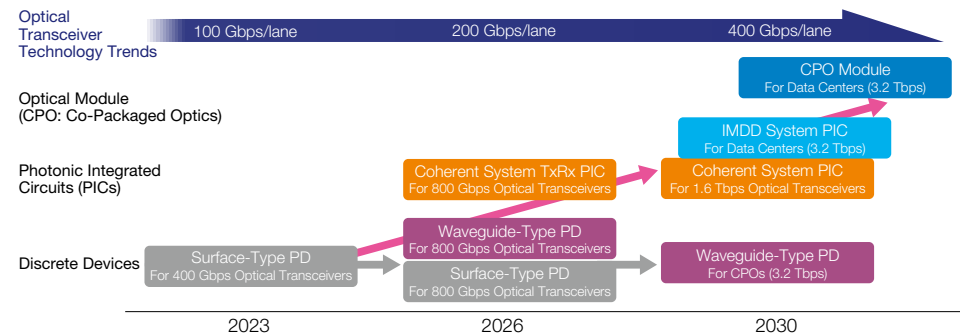 Optical
Transceiver
Technology Trends
100 Gbps/lane
200 Gbps/lane
400 Gbps/lane
CPO Module
For Data Centers (3.2 Tbps)
Optical Module
(CPO: Co-Packaged Optics)
IMDD System PIC
For Data Centers (3.2 Tbps)
Photonic Integrated
Circuits (PICs)
Coherent System TxRx PIC
For 800 Gbps Optical Transceivers
Coherent System PIC
For 1.6 Tbps Optical Transceivers
Waveguide-Type PD
For 800 Gbps Optical Transceivers
Discrete Devices
Surface-Type PD
For 400 Gbps Optical Transceivers
Surface-Type PD
For 800 Gbps Optical Transceivers
Waveguide-Type PD
For CPOs (3.2 Tbps)
2023
2026
2030